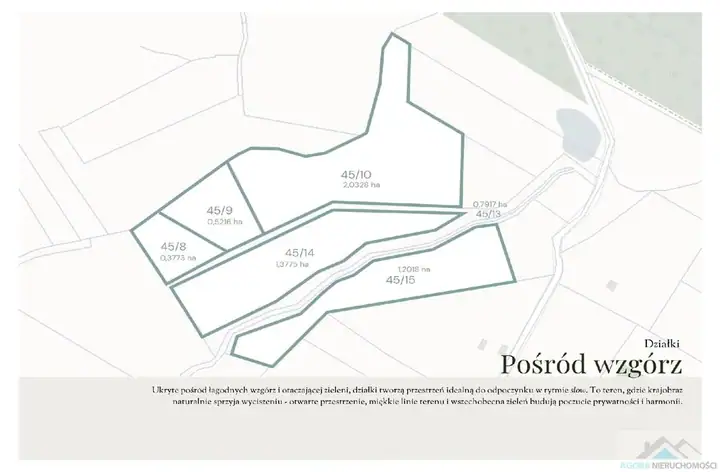 45/10
2,0328 ha
45/9
0,5216 ha
0,7917 ha
45/13
45/8
0,3773 ha
45/14
1,3775 ha
1,2018 ha
45/15
Działki
Pośród wzgórz
Ukryte pośród łagodnych wzgórz i otaczającej zieleni, działki tworzą przestrzeń idealną do odpoczynku w rytmie slow. To teren, gdzie krajobraz
naturalnie sprzyja wyciszeniu - otwarte przestrzenie, miękkie linie terenu i wszechobecna zieleń budują poczucie prywatności i harmonii.
AGORA NIERUCHOMOŚCI